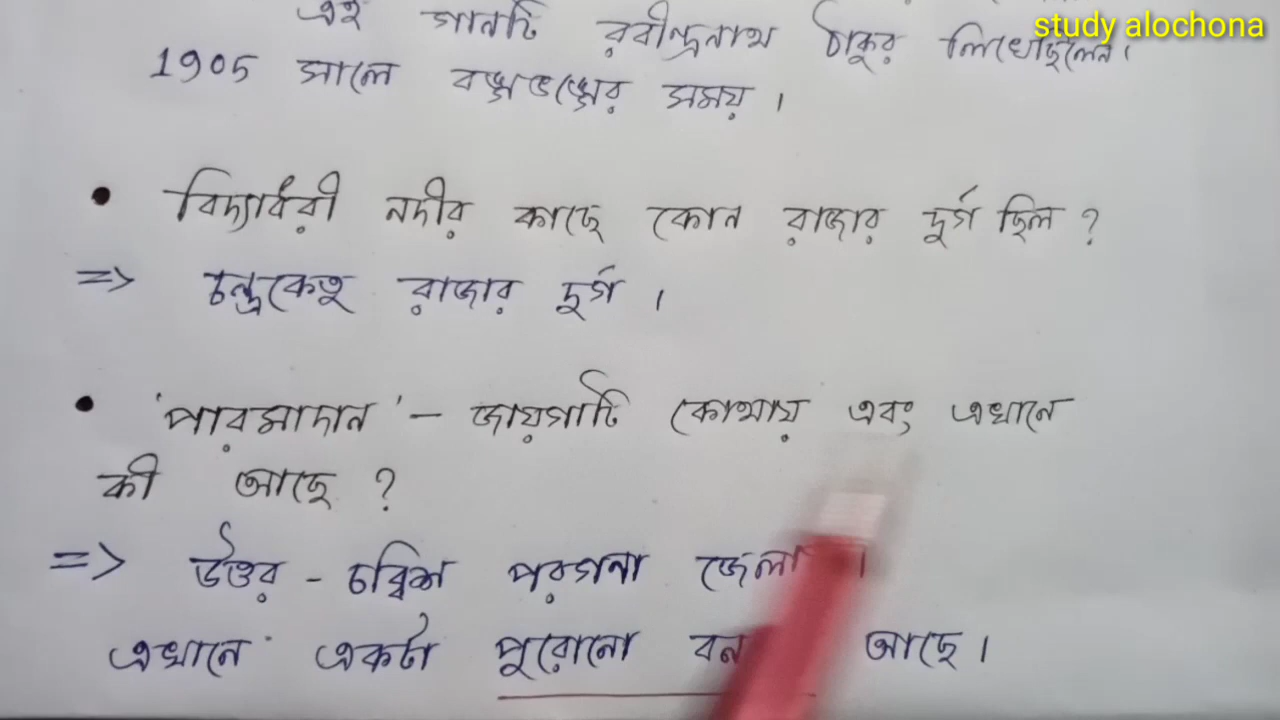 study alochona
এই গানটি রবীন্দ্রনাথ ঠাকুর লিখেছিলেন।
1905 সালে বঙ্গভঙ্গের সময়।
• বিদ্যাধরী নদীর কাছে কোন রাজার দুর্গ ছিল?
=> চন্দ্রকেতু রাজার দুর্গ।
• 'পারমাদান' - জায়গাটি কোথায় এবং এখানে
কী আছে?
=> উত্তর - চব্বিশ পরগনা জেলা।
এখানে একটা পুরোনো আছে।